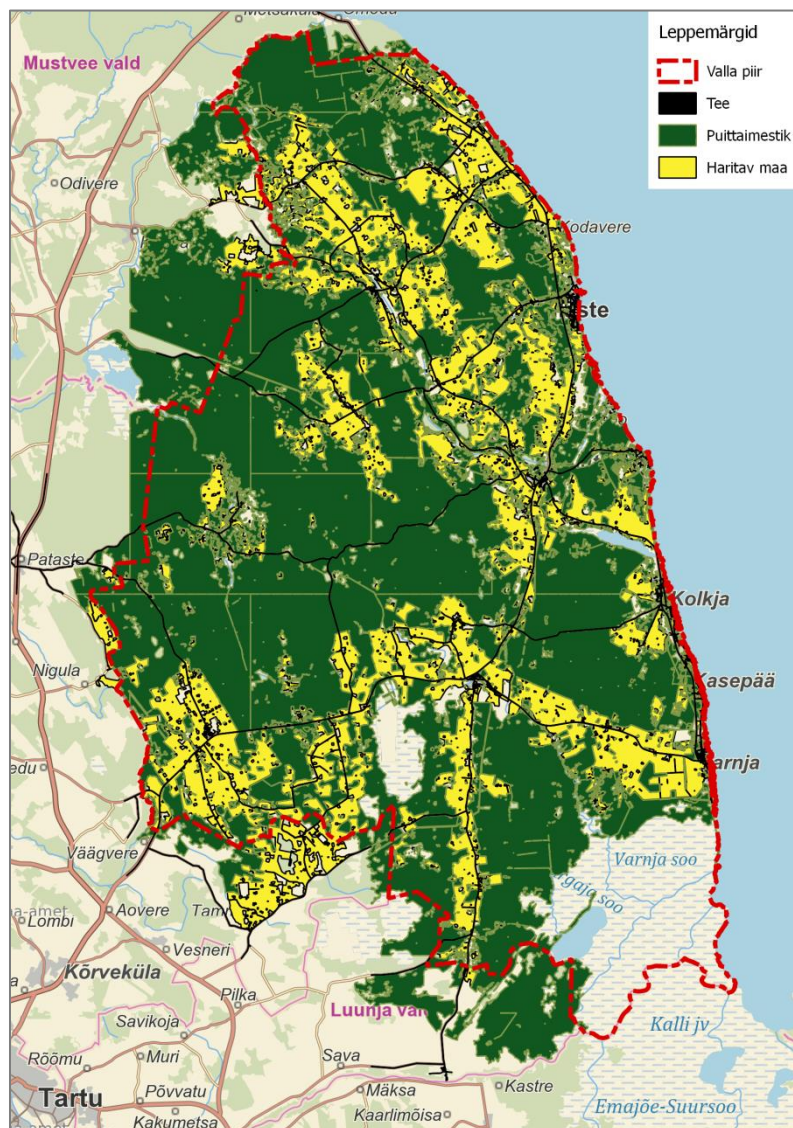 Metsaküla
Omedu
Mustvee vald
Leppemärgid
Valla piir
Tee
Puittaimestik
Haritav maa
Odivere
Kodavere
Pataste
Kolkja
Nigula
Kasepää
Väägvere
Varnja soo
Aovere
Lombi
Vesneri
Kõrveküla
Pilka
Luunja
Kalli jv
Savikoja
Rõõmu
Muri
Sava
Tartu
Põvvatu
Mäksa
Kastre
Emajõe-Suursoo
Kakumetsa
Kaarlimõisa